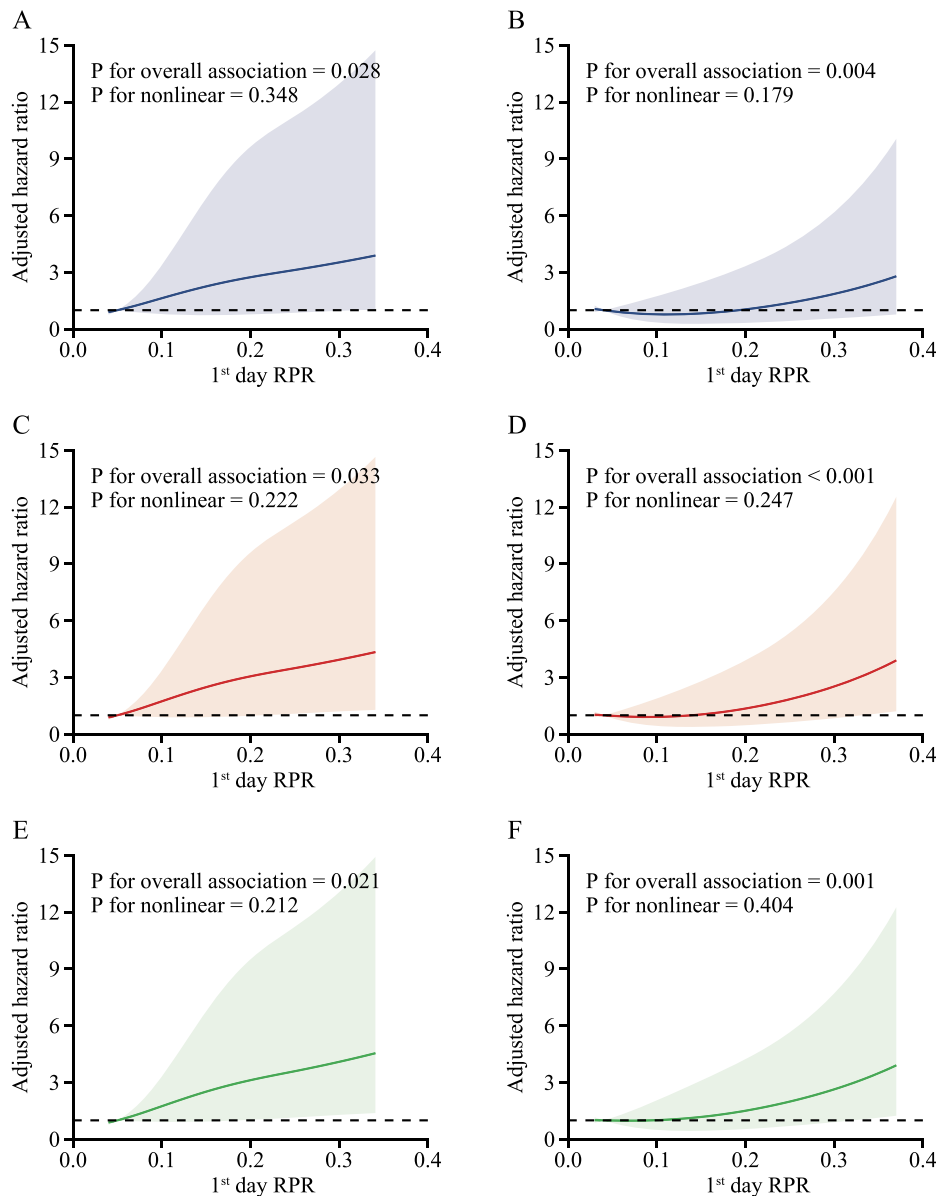 A
15
12
9
6
3
0
Adjusted hazard ratio
P for overall association = 0.028
P for nonlinear = 0.348
0.0 0.1 0.2 0.3 0.4
1st day RPR
B
15
12
9
6
3
0
Adjusted hazard ratio
P for overall association = 0.004
P for nonlinear = 0.179
0.0 0.1 0.2 0.3 0.4
1st day RPR
C
15
12
9
6
3
0
Adjusted hazard ratio
P for overall association = 0.033
P for nonlinear = 0.222
0.0 0.1 0.2 0.3 0.4
1st day RPR
D
15
12
9
6
3
0
Adjusted hazard ratio
P for overall association < 0.001
P for nonlinear = 0.247
0.0 0.1 0.2 0.3 0.4
1st day RPR
E
15
12
9
6
3
0
Adjusted hazard ratio
P for overall association = 0.021
P for nonlinear = 0.212
0.0 0.1 0.2 0.3 0.4
1st day RPR
F
15
12
9
6
3
0
Adjusted hazard ratio
P for overall association = 0.001
P for nonlinear = 0.404
0.0 0.1 0.2 0.3 0.4
1st day RPR